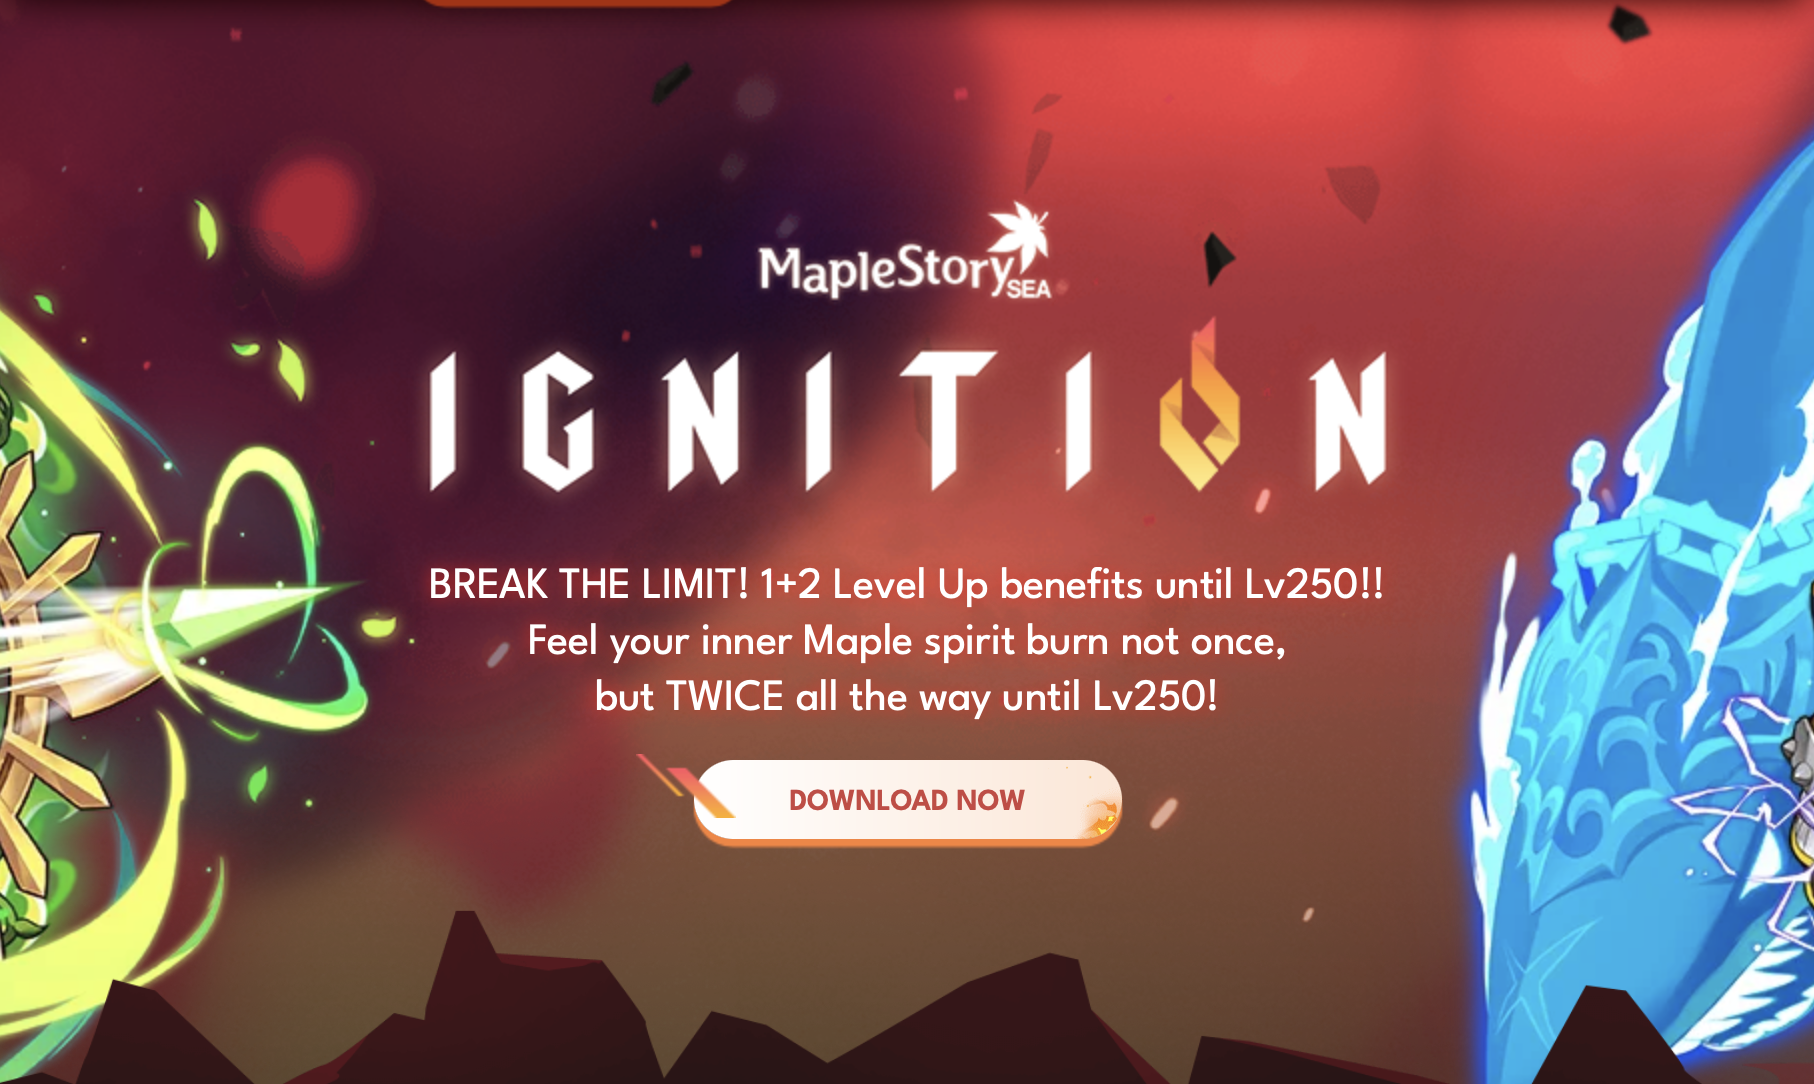 MapleStory
SEA
IGNITION
BREAK THE LIMIT! 1+2 Level Up benefits until Lv250!!
Feel your inner Maple spirit burn not once,
but TWICE all the way until Lv250!
DOWNLOAD NOW